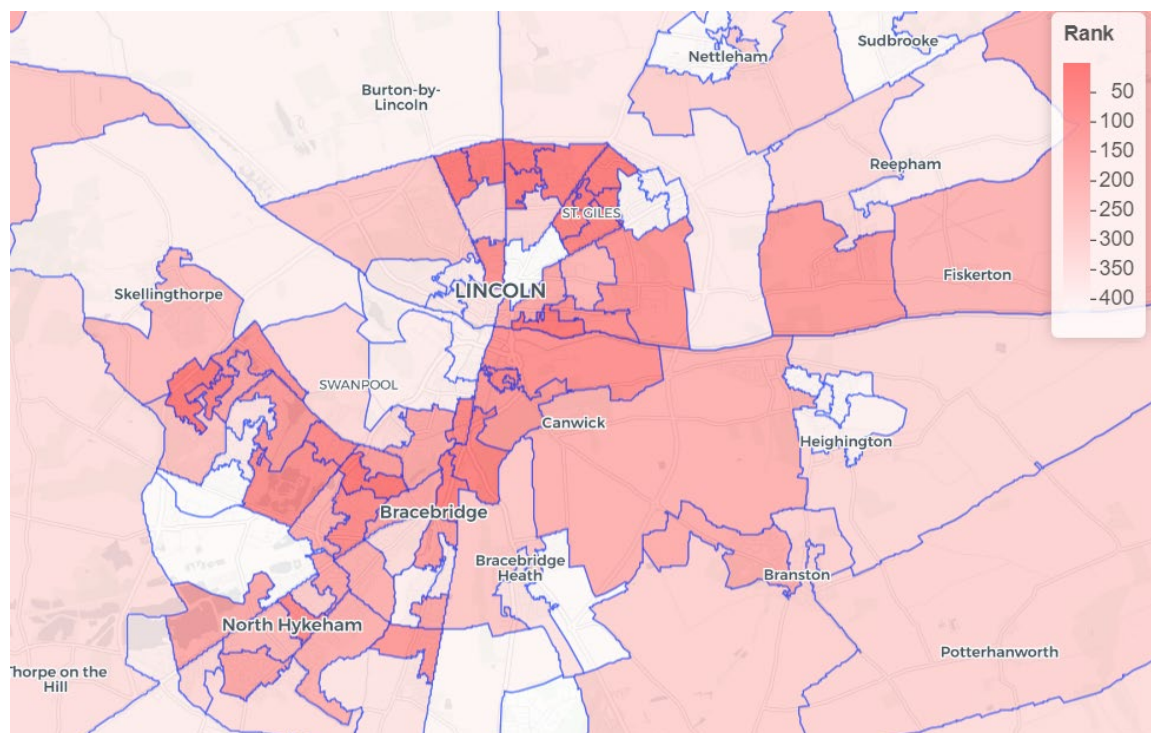 Rank
50
100
150
200
250
300
350
400
Sudbrooke
Nettleham
Burton-by-
Lincoln
Reepham
ST. GILES
Fiskerton
LINCOLN
Skellingthorpe
SWANPOOL
Canwick
Heighington
Bracebridge
Bracebridge
Heath
Branston
North Hykeham
Potterhanworth
Thorpe on the
Hill